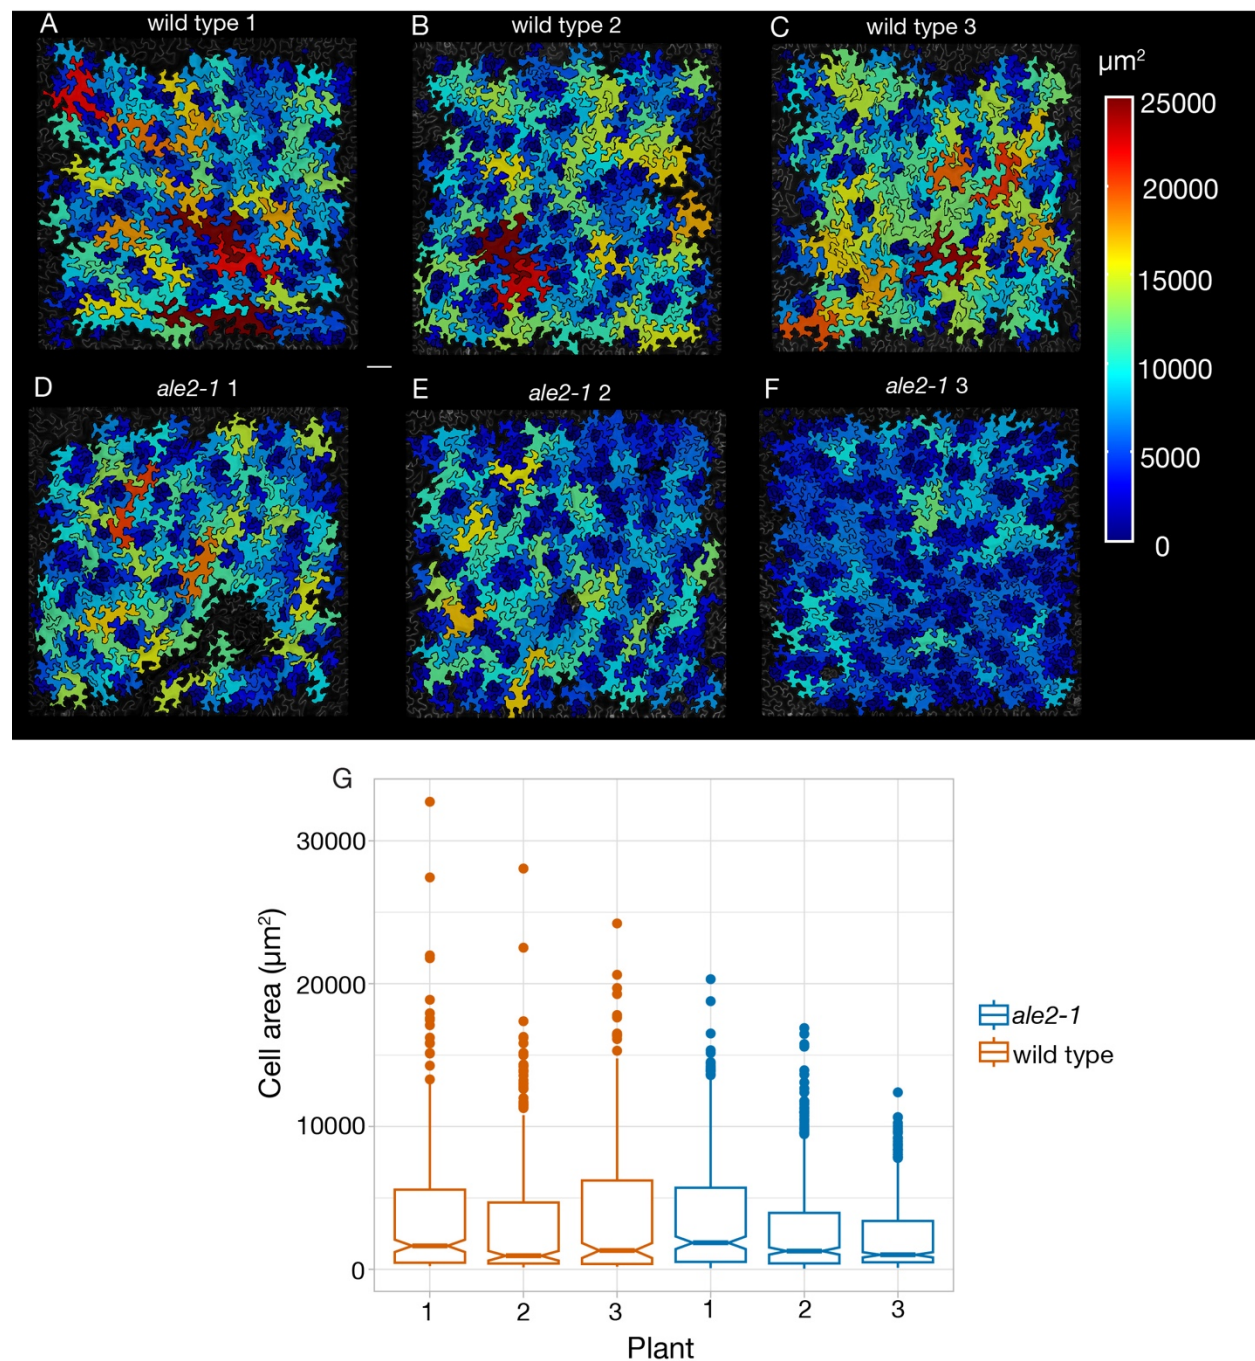 A wild type 1
B wild type 2
C wild type 3
μm²
25000
20000
15000
10000
5000
0
D ale2-1 1
E ale2-1 2
F ale2-1 3
G
30000
20000
10000
0
Cell area (μm²)
1 2 3 1 2 3
Plant
ale2-1
wild type